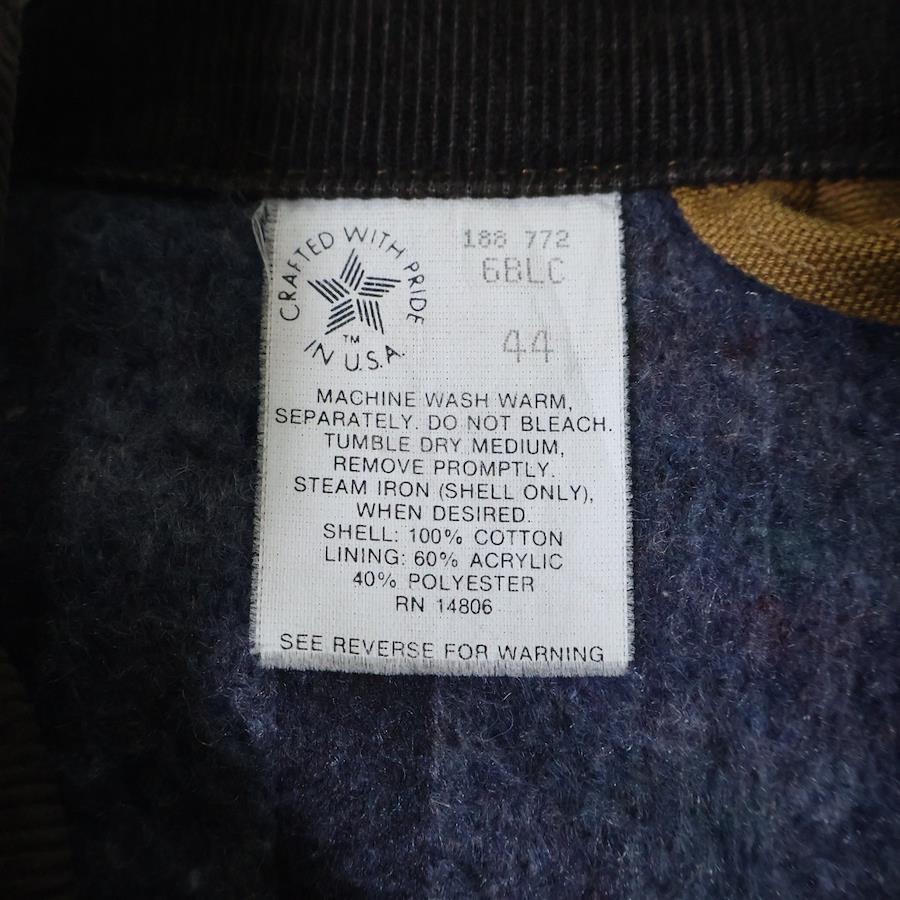 CRAFTED WITH PRIDE
TM
IN U.S.A.
188 772
6BLC
44
MACHINE WASH WARM,
SEPARATELY. DO NOT BLEACH.
TUMBLE DRY MEDIUM,
REMOVE PROMPTLY.
STEAM IRON (SHELL ONLY),
WHEN DESIRED.
SHELL: 100% COTTON
LINING: 60% ACRYLIC
40% POLYESTER
RN 14806
SEE REVERSE FOR WARNING